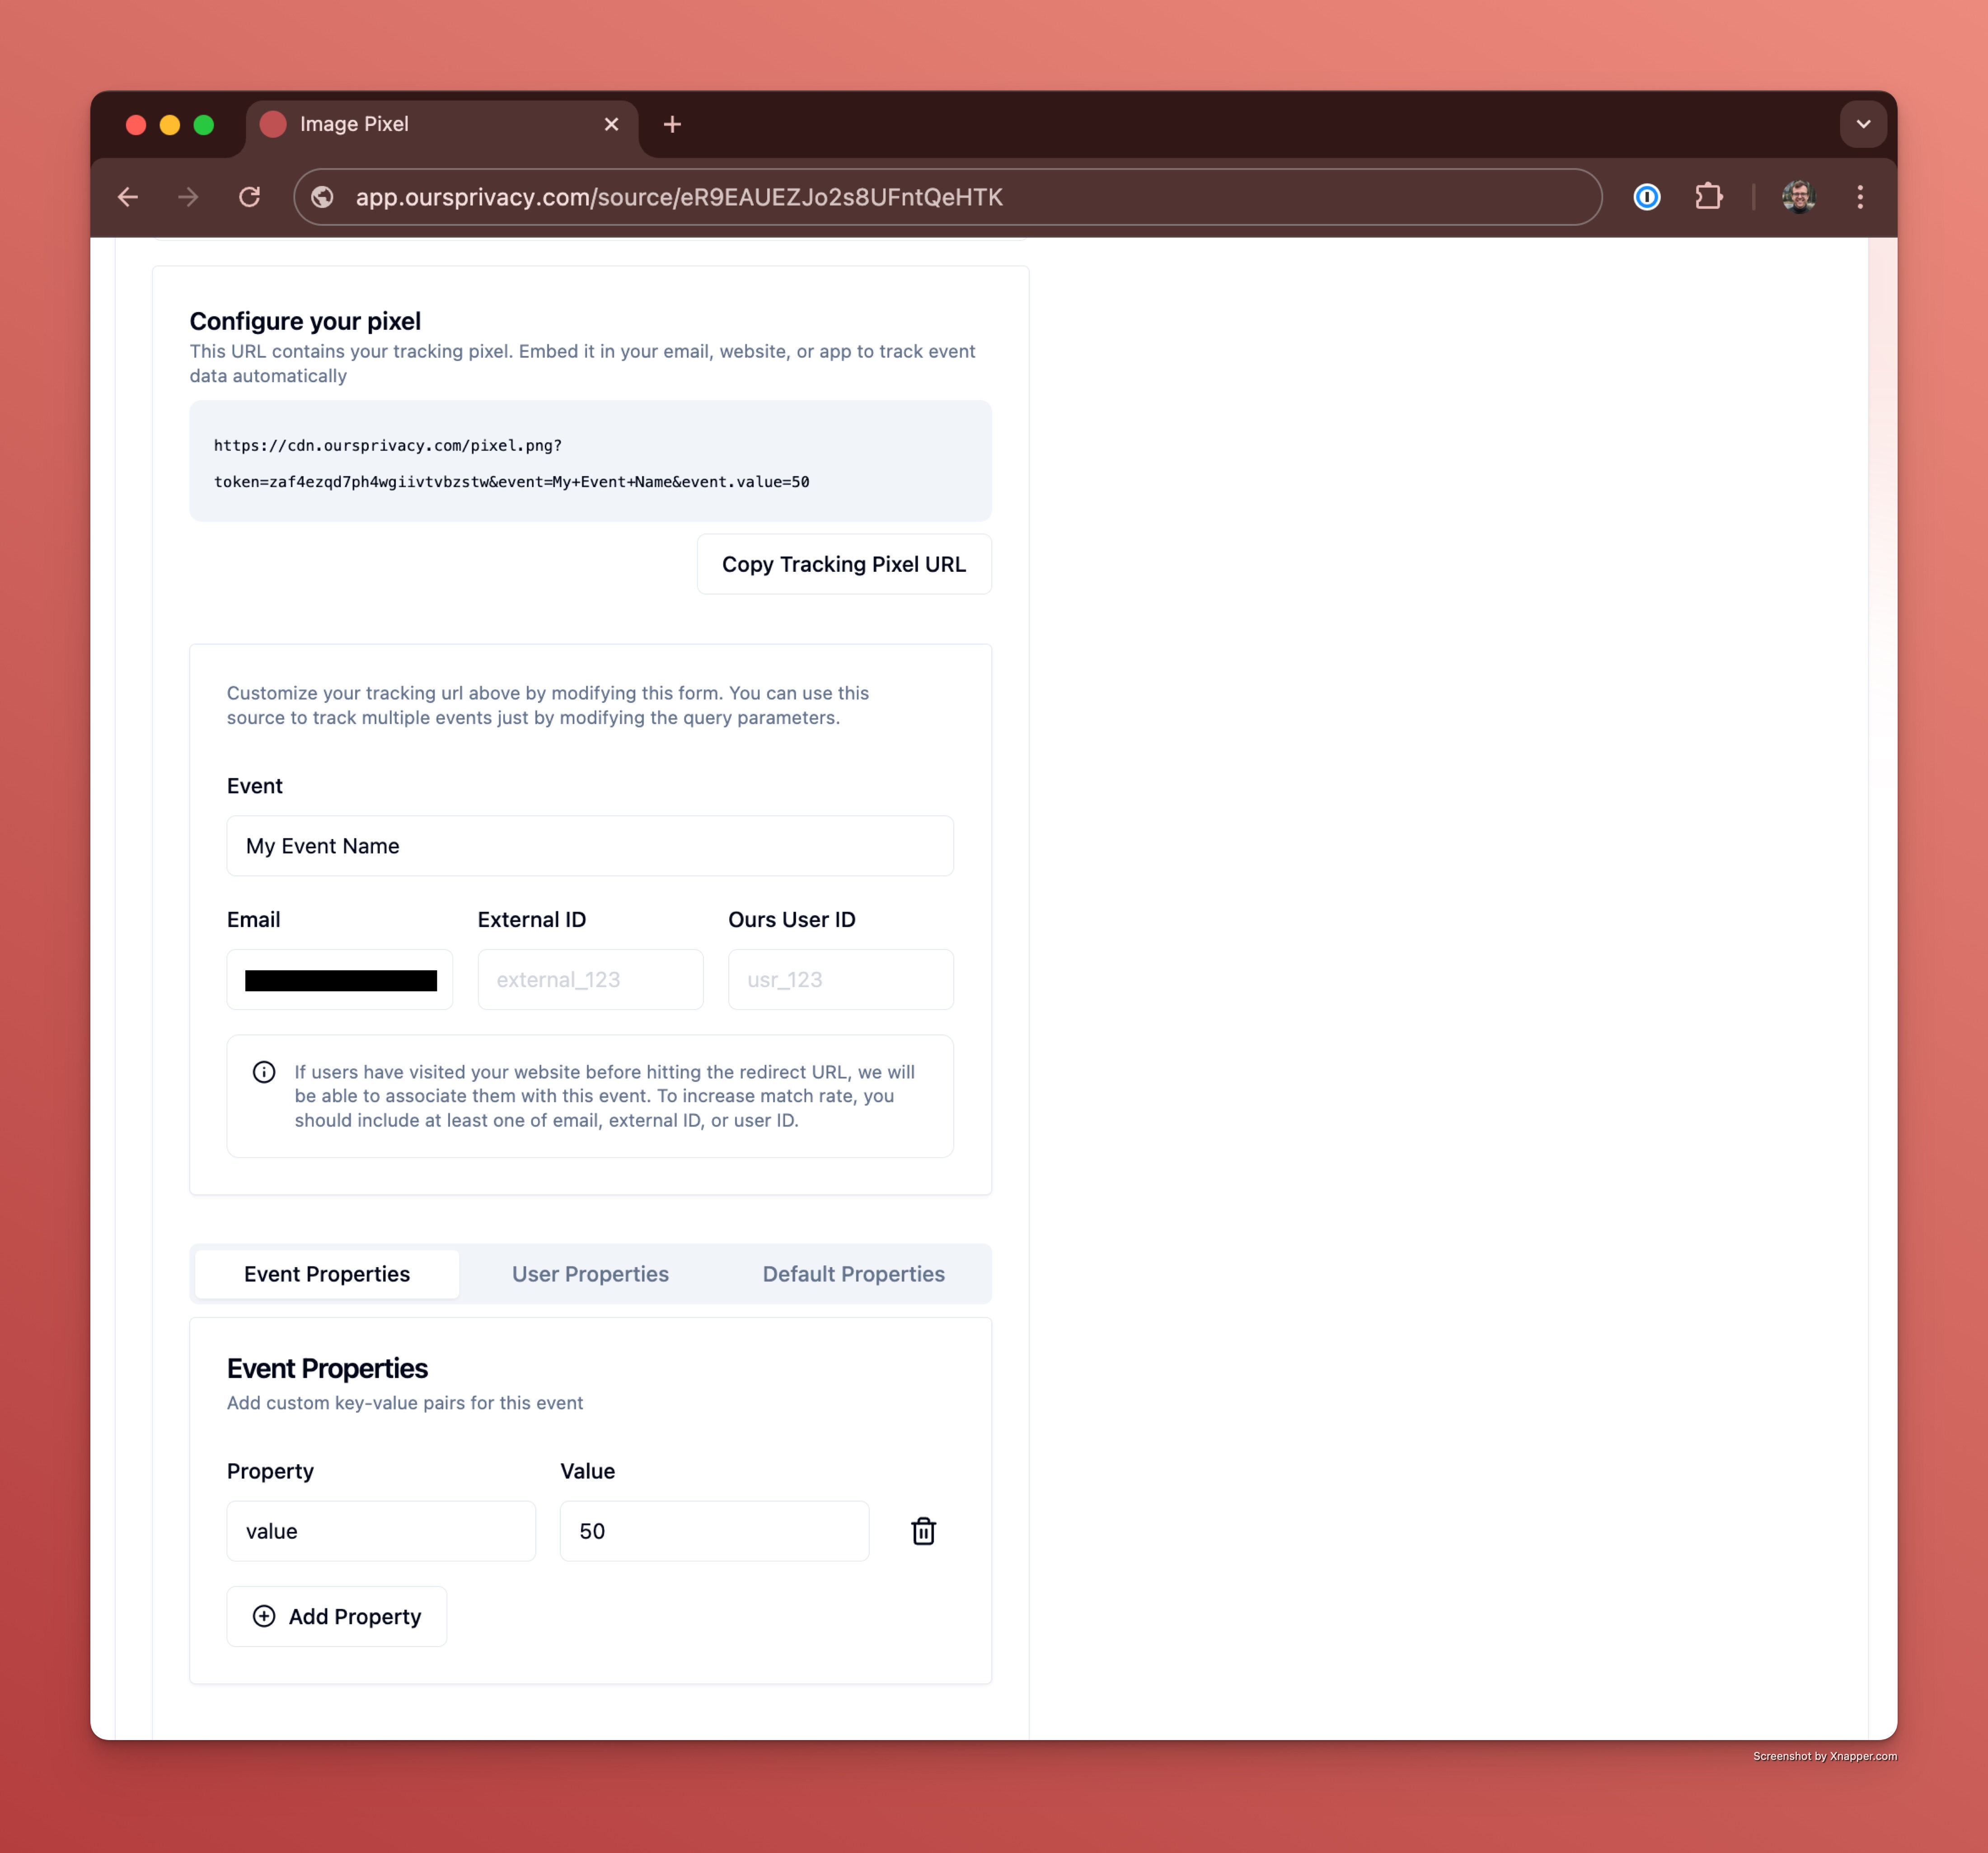 Image Pixel
app.oursprivacy.com/source/eR9EAUEZJo2s8UFntQeHTK
Configure your pixel
This URL contains your tracking pixel. Embed it in your email, website, or app to track event
data automatically
https://cdn.oursprivacy.com/pixel.png?
token=zaf4ezqd7ph4wgiivtvbzstw&event=My+Event+Name&event.value=50
Copy Tracking Pixel URL
Customize your tracking url above by modifying this form. You can use this
source to track multiple events just by modifying the query parameters.
Event
My Event Name
Email External ID Ours User ID
external_123 usr_123
If users have visited your website before hitting the redirect URL, we will
be able to associate them with this event. To increase match rate, you
should include at least one of email, external ID, or user ID.
Event Properties User Properties Default Properties
Event Properties
Add custom key-value pairs for this event
Property Value
value 50
Add Property
Screenshot by Xnapper.com